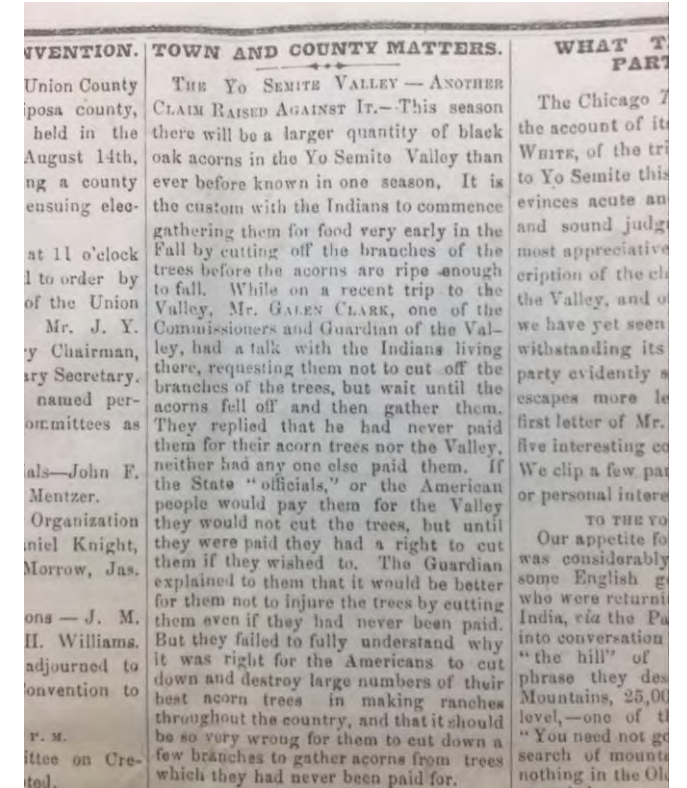 NVENTION.
Union County
iposa county,
held in the
August 14th,
ng a county
ensuing elec-
at 11 o'clock
l to order by
of the Union
Mr. J. Y.
y Chairman,
ary Secretary.
named per-
ommittees as
als—John F.
Mentzer.
Organization
niel Knight,
Morrow, Jas.
ons — J. M.
H. Williams.
adjourned to
onvention to
P. M.
ittee on Cre-
ted.
TOWN AND COUNTY MATTERS.
THE YO SEMITE VALLEY — ANOTHER
CLAIM RAISED AGAINST IT.—This season
there will be a larger quantity of black
oak acorns in the Yo Semite Valley than
ever before known in one season. It is
the custom with the Indians to commence
gathering them for food very early in the
Fall by cutting off the branches of the
trees before the acorns are ripe enough
to fall. While on a recent trip to the
Valley, Mr. GALEN CLARK, one of the
Commissioners and Guardian of the Val-
ley, had a talk with the Indians living
there, requesting them not to cut off the
branches of the trees, but wait until the
acorns fell off and then gather them.
They replied that he had never paid
them for their acorn trees nor the Valley,
neither had any one else paid them. If
the State "officials," or the American
people would pay them for the Valley
they would not cut the trees, but until
they were paid they had a right to cut
them if they wished to. The Guardian
explained to them that it would be better
for them not to injure the trees by cutting
them even if they had never been paid.
But they failed to fully understand why
it was right for the Americans to cut
down and destroy large numbers of their
best acorn trees in making ranches
throughout the country, and that it should
be so very wrong for them to cut down a
few branches to gather acorns from trees
which they had never been paid for.
WHAT T
PART
The Chicago T
the account of its
WHITE, of the tri
to Yo Semite this
evinces acute an
and sound judg
most appreciative
cription of the ch
the Valley, and o
we have yet seen
withstanding its
party evidently s
escapes more le
first letter of Mr.
five interesting co
We clip a few par
or personal intere
TO THE YO
Our appetite fo
was considerably
some English g
who were returni
India, via the Pa
into conversation
"the hill" of
phrase they des
Mountains, 25,00
level,—one of th
"You need not go
search of mounta
nothing in the Old